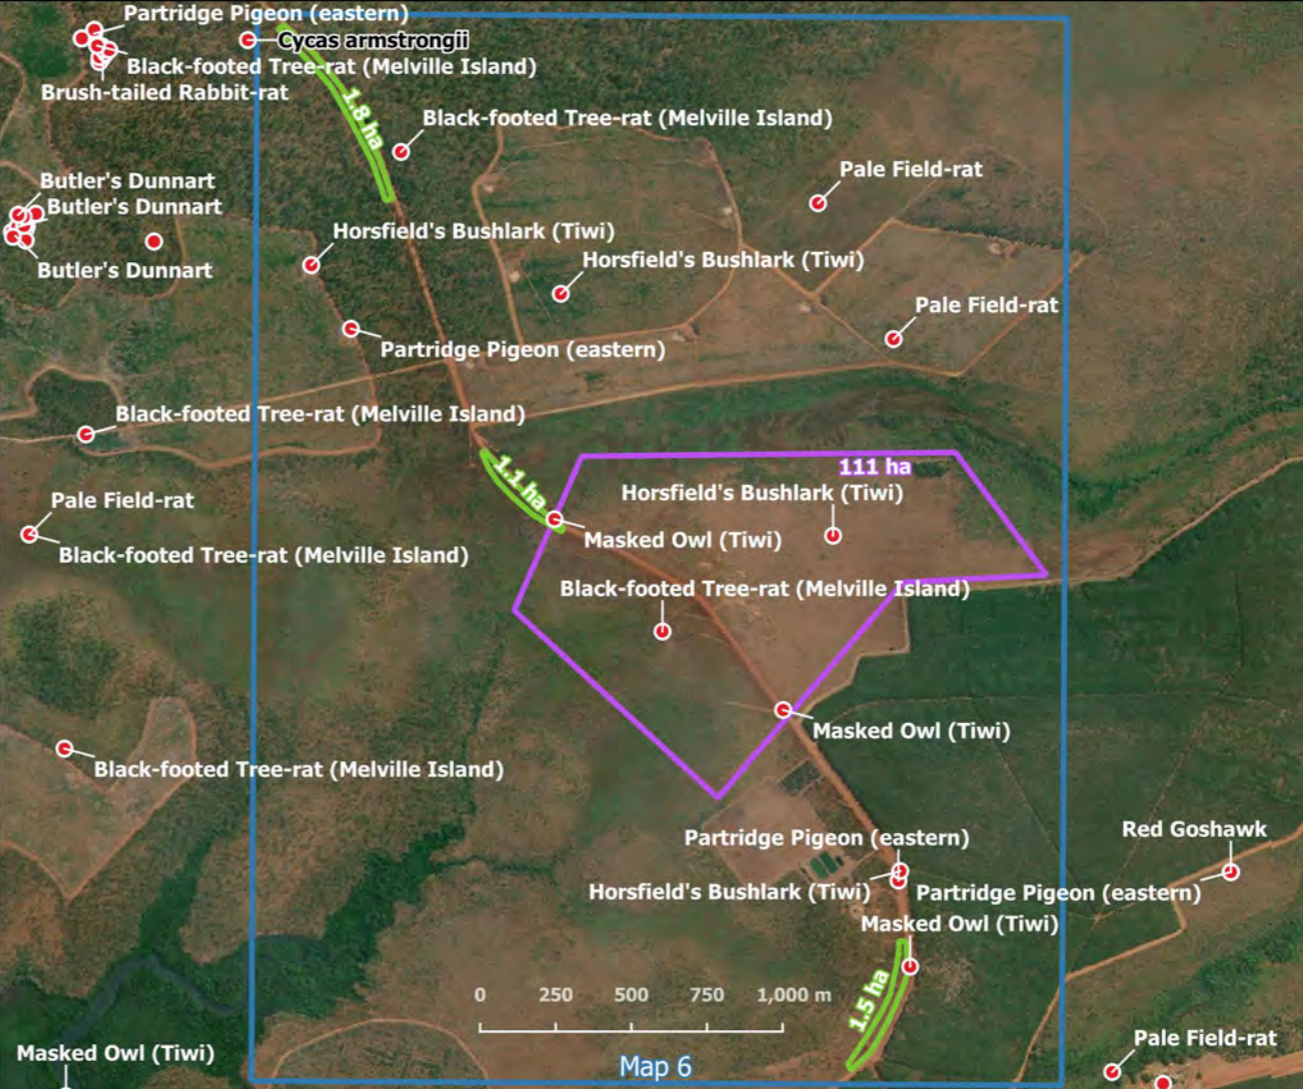 Partridge Pigeon (eastern)
Cycas armstrongii
Black-footed Tree-rat (Melville Island)
Brush-tailed Rabbit-rat
1.8 ha
Black-footed Tree-rat (Melville Island)
Pale Field-rat
Butler's Dunnart
Butler's Dunnart
Horsfield's Bushlark (Tiwi)
Horsfield's Bushlark (Tiwi)
Butler's Dunnart
Pale Field-rat
Partridge Pigeon (eastern)
Black-footed Tree-rat (Melville Island)
111 ha
1.1 ha
Horsfield's Bushlark (Tiwi)
Pale Field-rat
Masked Owl (Tiwi)
Black-footed Tree-rat (Melville Island)
Black-footed Tree-rat (Melville Island)
Masked Owl (Tiwi)
Black-footed Tree-rat (Melville Island)
Red Goshawk
Partridge Pigeon (eastern)
Horsfield's Bushlark (Tiwi)
Partridge Pigeon (eastern)
Masked Owl (Tiwi)
1.5 ha
0 250 500 750 1,000 m
Pale Field-rat
Masked Owl (Tiwi)
Map 6